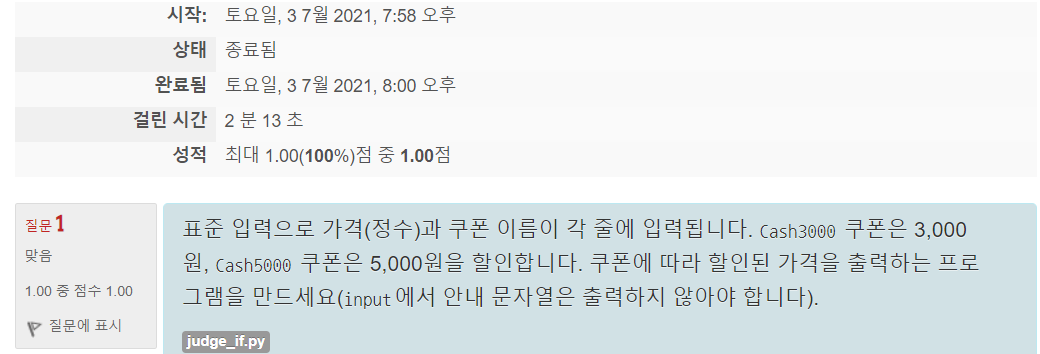 시작: 토요일, 3 7월 2021, 7:58 오후
상태 종료됨
완료됨 토요일, 3 7월 2021, 8:00 오후
걸린 시간 2 분 13 초
성적 최대 1.00(100%)점 중 1.00점
질문 1
맞음
1.00 중 점수 1.00
질문에 표시
표준 입력으로 가격(정수)과 쿠폰 이름이 각 줄에 입력됩니다. Cash3000 쿠폰은 3,000
원, Cash5000 쿠폰은 5,000원을 할인합니다. 쿠폰에 따라 할인된 가격을 출력하는 프로
그램을 만드세요(input에서 안내 문자열은 출력하지 않아야 합니다).
judge_if.py